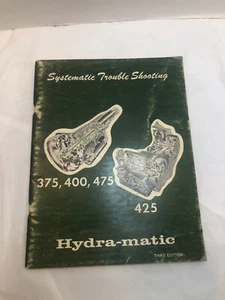 Systematic Trouble Shooting
375, 400, 475
425
Hydra-matic
THIRD EDITION